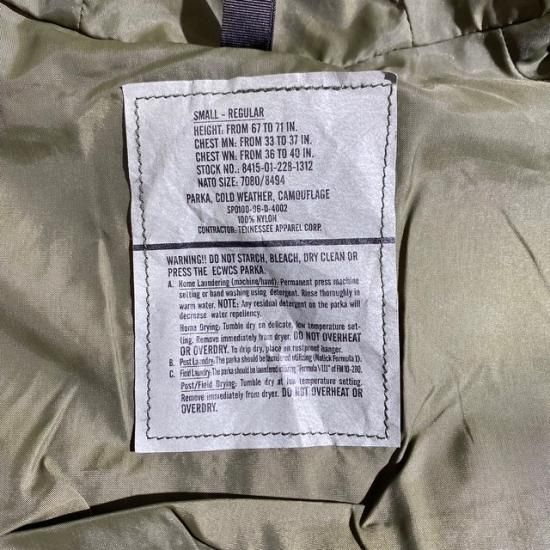 SMALL - REGULAR
HEIGHT: FROM 67 TO 71 IN.
CHEST MN: FROM 33 TO 37 IN.
CHEST WN: FROM 36 TO 40 IN.
STOCK NO.: 8415-01-228-1312
NATO SIZE: 7080/8494
PARKA, COLD WEATHER, CAMOUFLAGE
SP0100-96-D-4002
100% NYLON
CONTRACTOR: TENNESSEE APPAREL CORP.
WARNING!! DO NOT STARCH, BLEACH, DRY CLEAN OR
PRESS THE ECWCS PARKA.
A. Home Laundering (machine/hand): Permanent press machine
setting or hand washing using detergent. Rinse thoroughly in
warm water. NOTE: Any residual detergent on the parka will
decrease water repellency.
Home Drying: Tumble dry on delicate, low temperature set-
ting. Remove immediately from dryer. DO NOT OVERHEAT
OR OVERDRY. To drip dry, place on rustproof hanger.
B. Post Laundry: The parka should be laundered utilizing (Natick Formula 1).
C. Field Laundry: The parka should be laundered utilizing "Formula VIII" of FM 10-280.
Post/Field Drying: Tumble dry at low temperature setting.
Remove immediately from dryer. DO NOT OVERHEAT OR
OVERDRY.